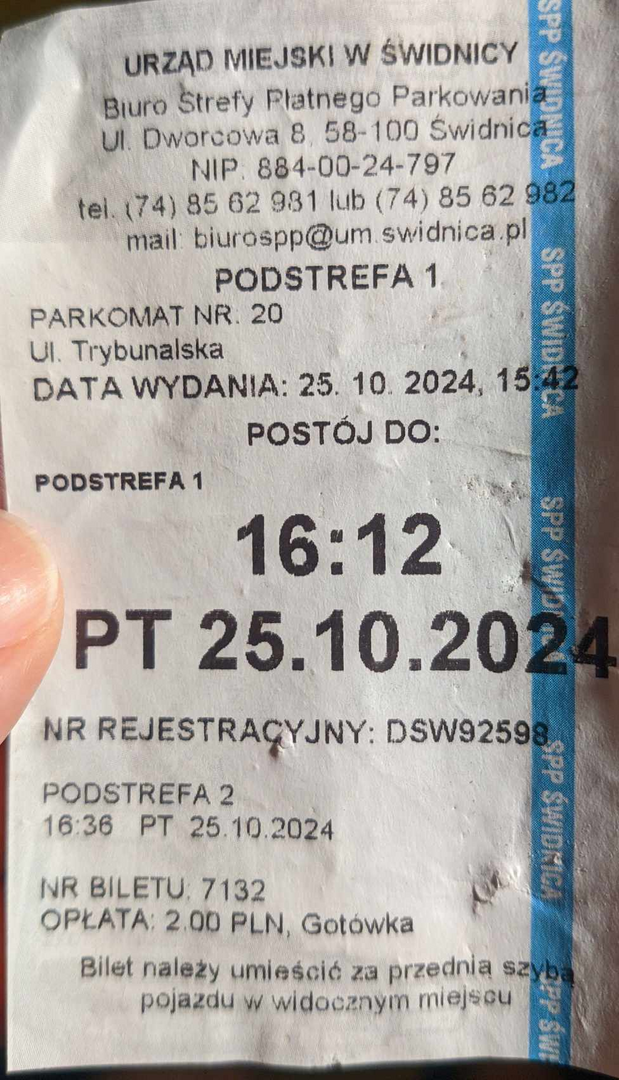 URZĄD MIEJSKI W ŚWIDNICY
Biuro Strefy Płatnego Parkowania
Ul. Dworcowa 8, 58-100 Świdnica
NIP: 884-00-24-797
tel. (74) 85 62 981 lub (74) 85 62 982
mail: biurospp@um.swidnica.pl
PODSTREFA 1
PARKOMAT NR. 20
Ul. Trybunalska
DATA WYDANIA: 25. 10. 2024, 15:42
POSTÓJ DO:
PODSTREFA 1
16:12
PT 25.10.2024
NR REJESTRACYJNY: DSW92598
PODSTREFA 2
16:36 PT 25.10.2024
NR BILETU: 7132
OPŁATA: 2.00 PLN, Gotówka
Bilet należy umieścić za przednią szybą
pojazdu w widocznym miejscu
SPP ŚWIDNICA
SPP ŚWIDNICA
SPP ŚWIDNICA
SPP ŚWIDNICA
SPP ŚW